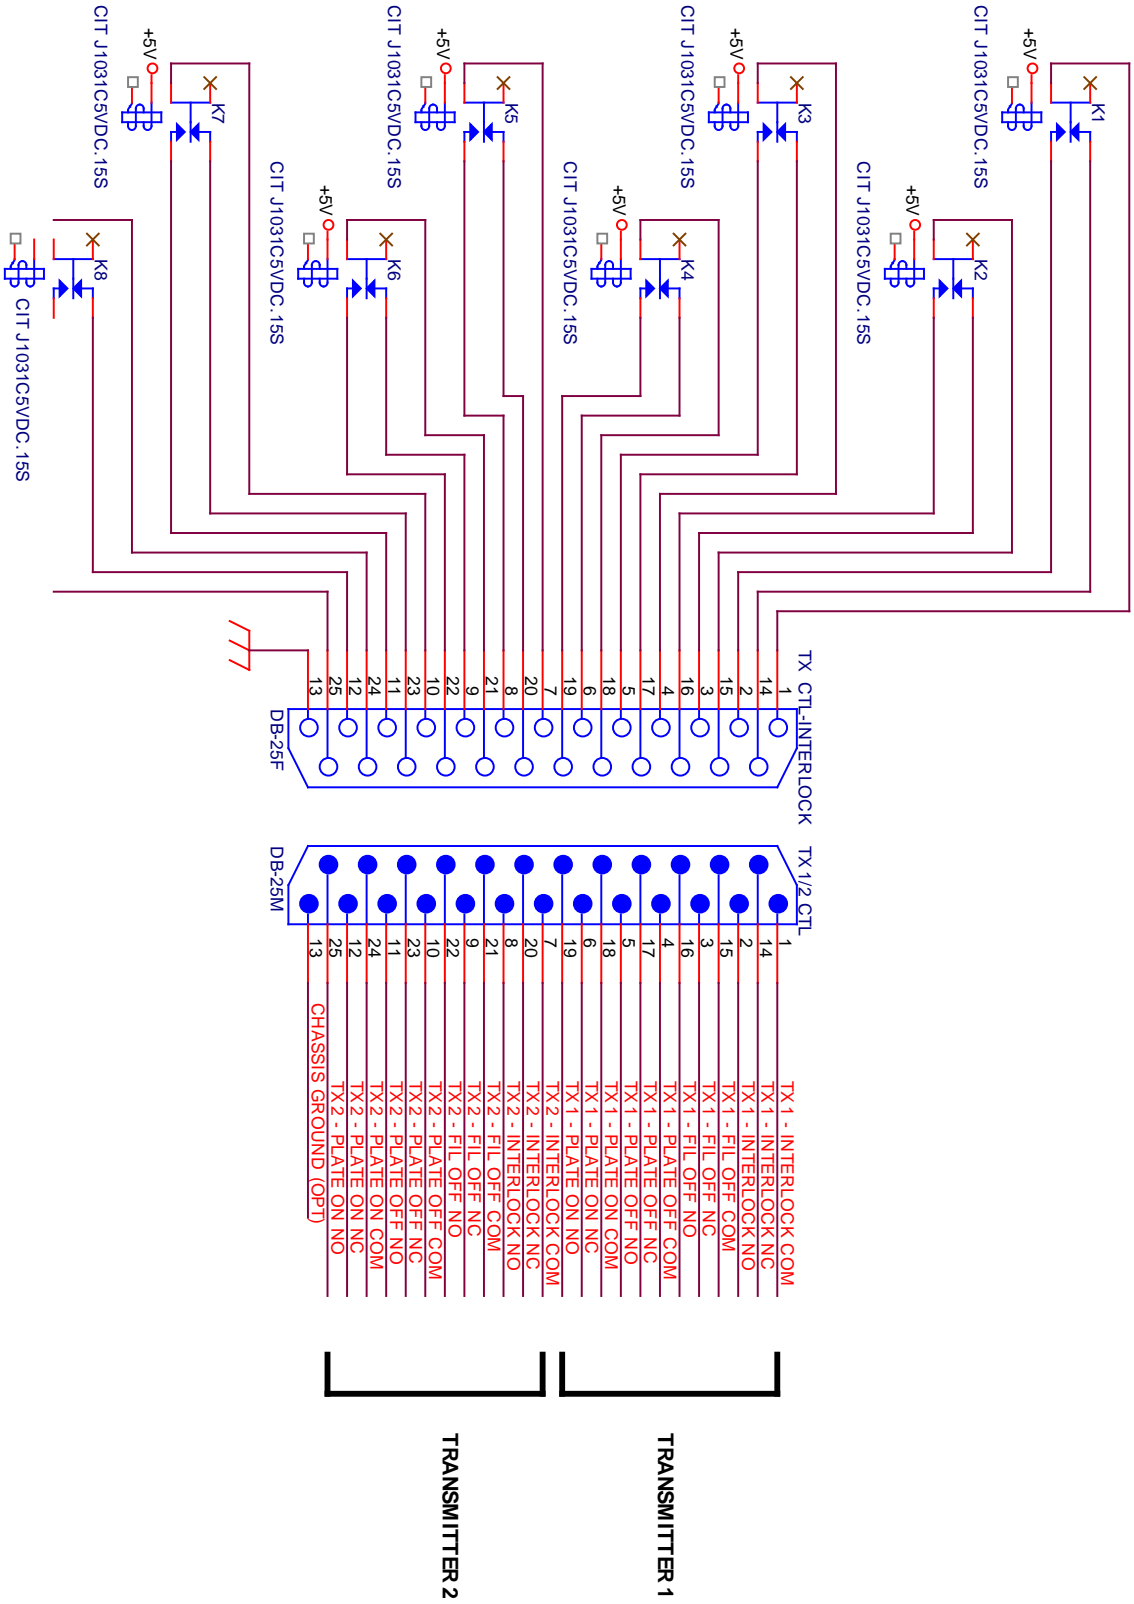 CIT J1031C5VDC.15S
+5V
K1
CIT J1031C5VDC.15S
+5V
K2
CIT J1031C5VDC.15S
+5V
K3
CIT J1031C5VDC.15S
+5V
K4
CIT J1031C5VDC.15S
+5V
K5
CIT J1031C5VDC.15S
+5V
K6
CIT J1031C5VDC.15S
+5V
K7
CIT J1031C5VDC.15S
K8
TX CTL-INTERLOCK
1
14
2
15
3
16
4
17
5
18
6
19
7
20
8
21
9
22
10
23
11
24
12
25
13
DB-25F
TX1/2 CTL
1
14
2
15
3
16
4
17
5
18
6
19
7
20
8
21
9
22
10
23
11
24
12
25
13
DB-25M
TX1 - INTERLOCK COM
TX1 - INTERLOCK NC
TX1 - INTERLOCK NO
TX1 - FIL OFF COM
TX1 - FIL OFF NC
TX1 - FIL OFF NO
TX1 - PLATE OFF COM
TX1 - PLATE OFF NC
TX1 - PLATE OFF NO
TX1 - PLATE ON COM
TX1 - PLATE ON NC
TX1 - PLATE ON NO
TX2 - INTERLOCK COM
TX2 - INTERLOCK NC
TX2 - INTERLOCK NO
TX2 - FIL OFF COM
TX2 - FIL OFF NC
TX2 - FIL OFF NO
TX2 - PLATE OFF COM
TX2 - PLATE OFF NC
TX2 - PLATE OFF NO
TX2 - PLATE ON COM
TX2 - PLATE ON NC
TX2 - PLATE ON NO
CHASSIS GROUND (OPT)
TRANSMITTER 1
TRANSMITTER 2